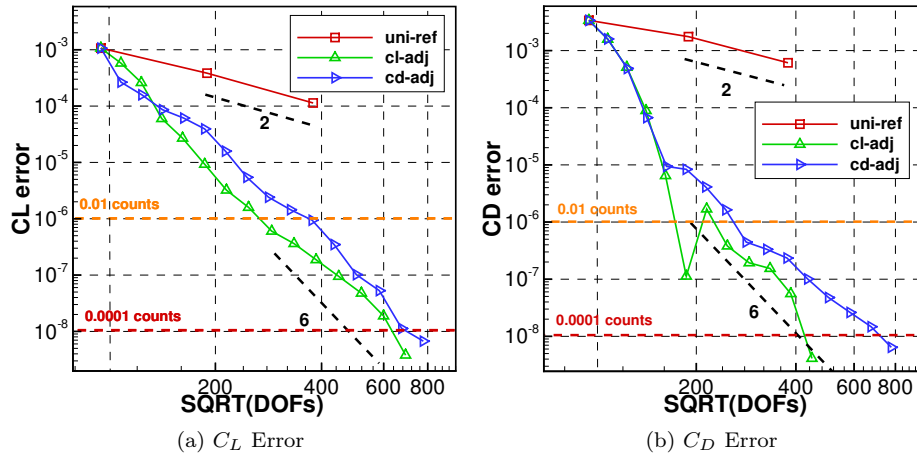 CL error
10-3
10-4
10-5
10-6
10-7
10-8
uni-ref
cl-adj
cd-adj
2
0.01 counts
6
0.0001 counts
200
400
600
800
SQRT(DOFs)
(a) CL Error
CD error
10-3
10-4
10-5
10-6
10-7
10-8
2
uni-ref
cl-adj
cd-adj
0.01 counts
6
0.0001 counts
200
400
600
800
SQRT(DOFs)
(b) CD Error